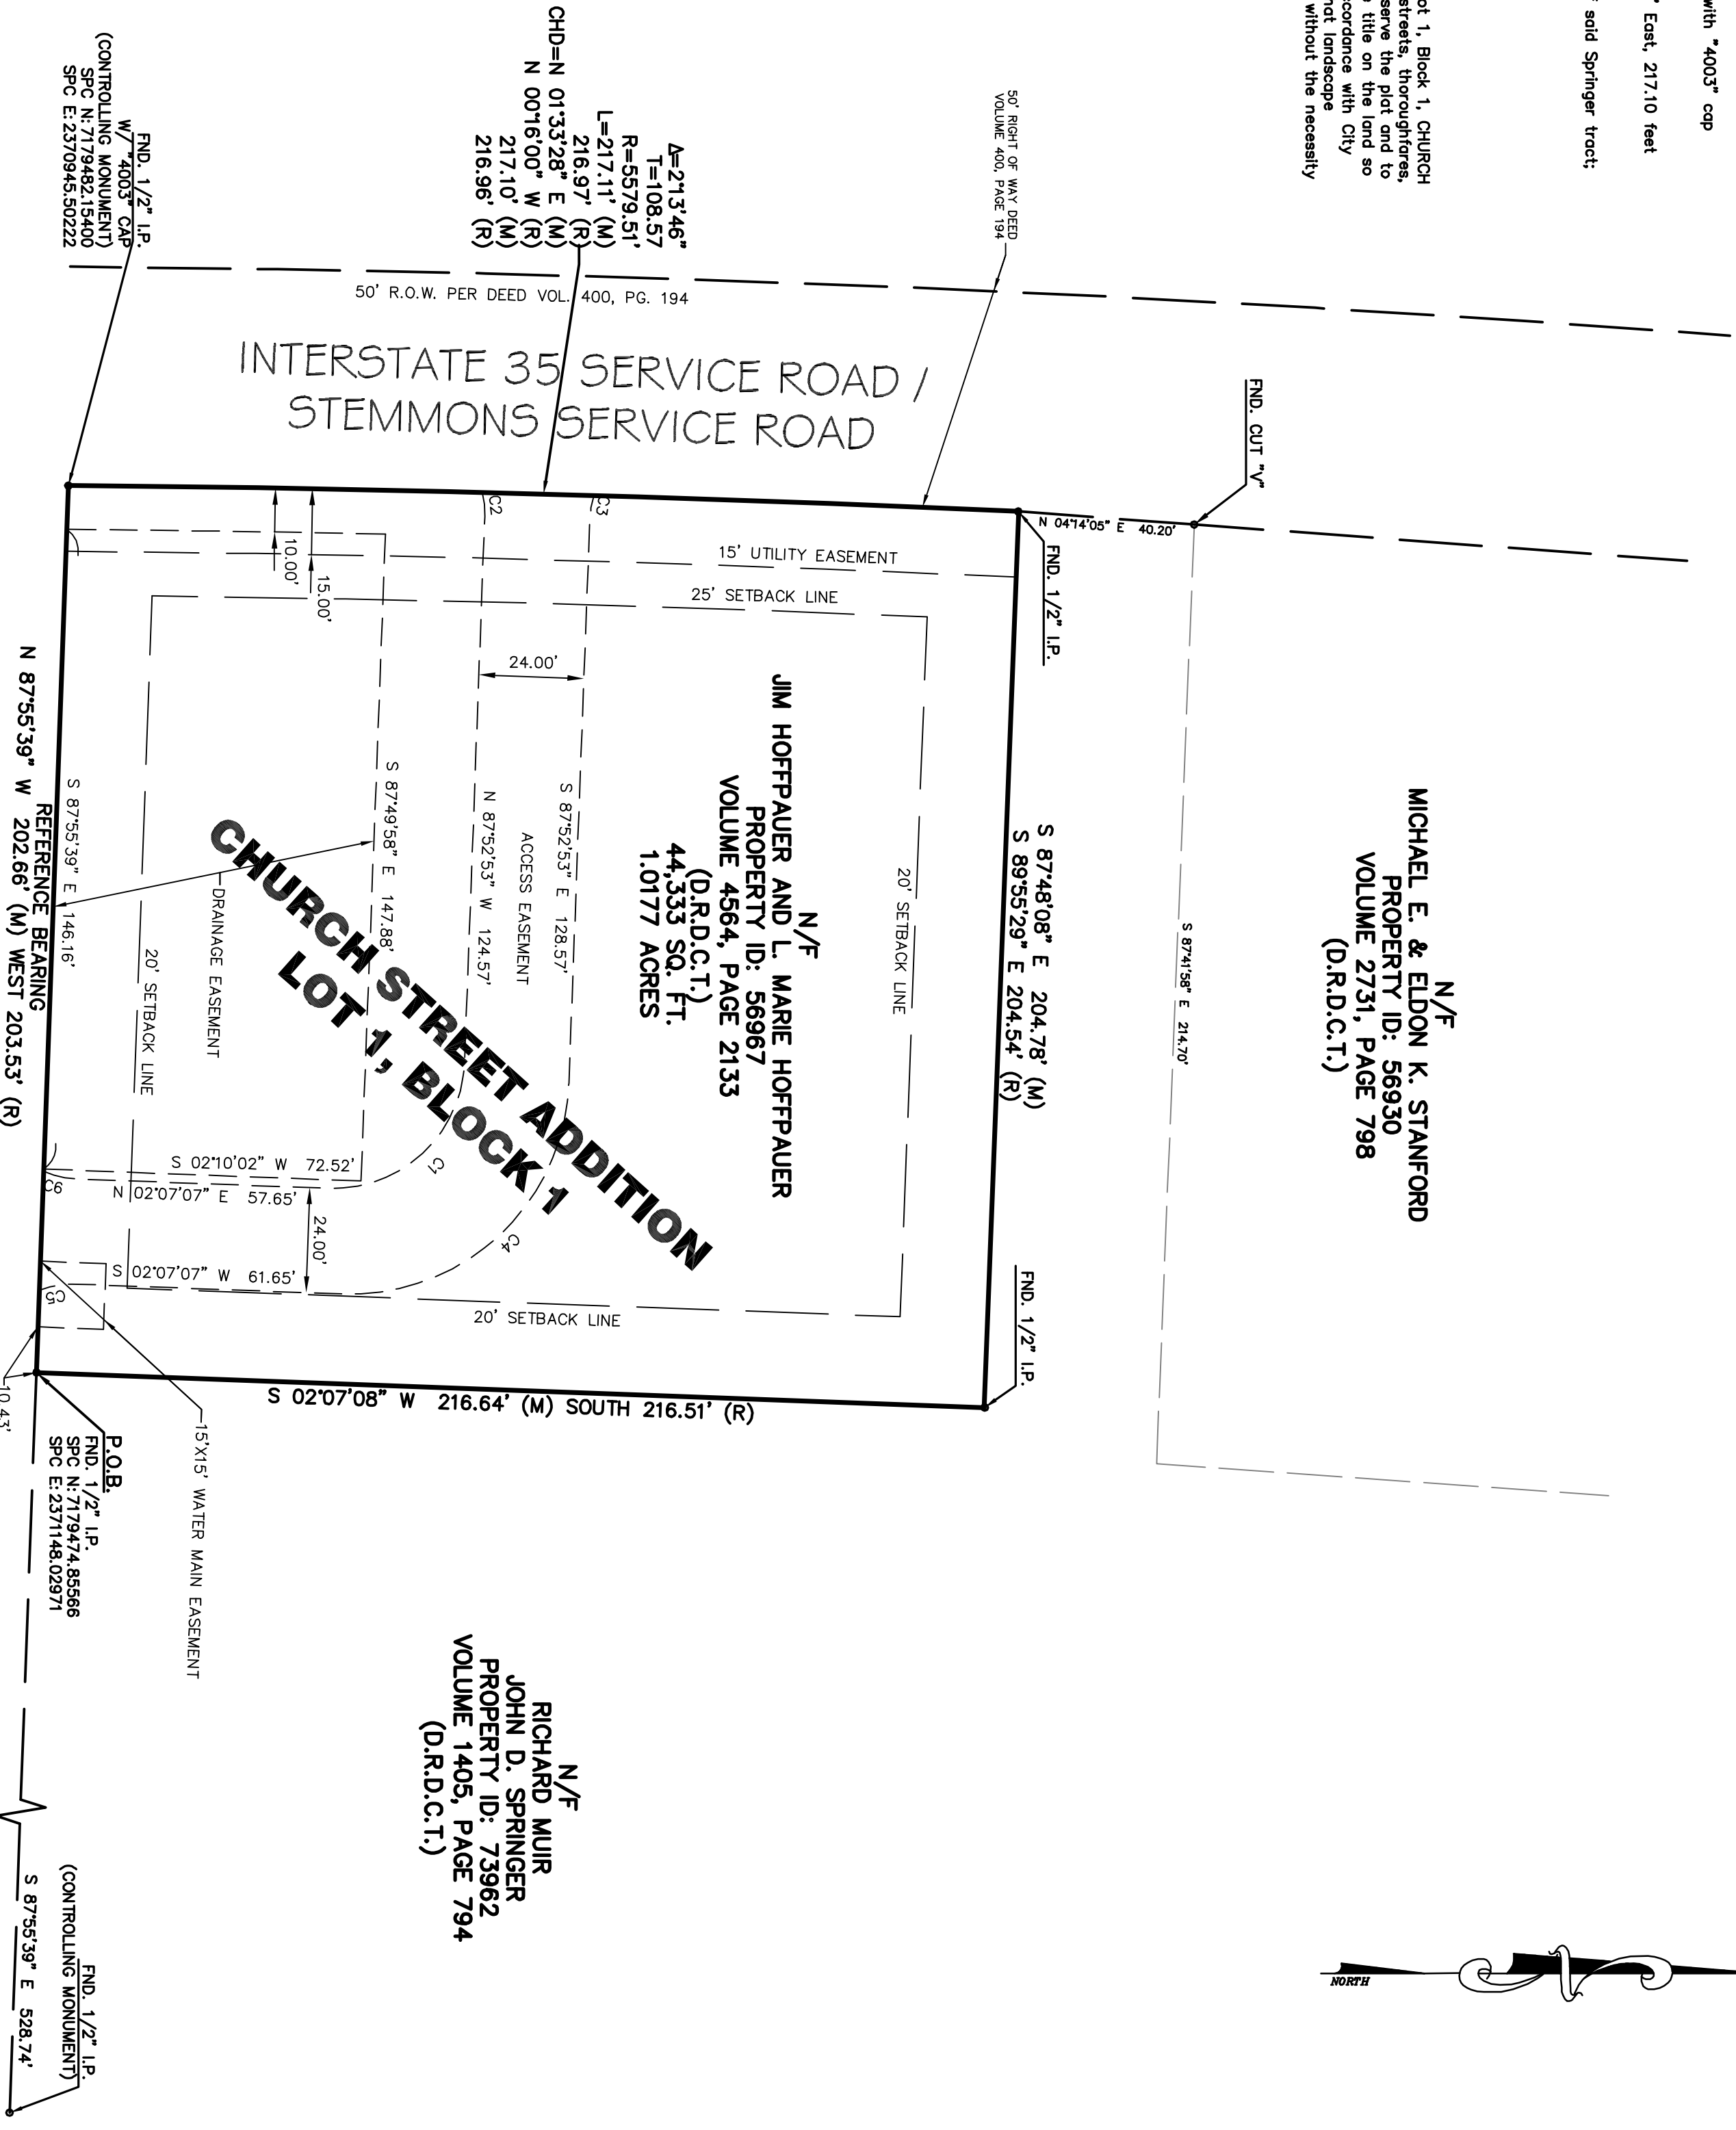 with "4003" cap
" East, 217.10 feet
said Springer tract;
ot 1, Block 1, CHURCH
streets, thoroughfares,
serve the plat and to
title on the land so
ccordance with City
nat landscape
without the necessity
50' RIGHT OF WAY DEED
VOLUME 400, PAGE 194
Δ=2°13'46"
T=108.57
R=5579.51'
L=217.11' (M)
216.97' (R)
CHD=N 01°33'28" E (M)
N 00°16'00" W (R)
217.10' (M)
216.96' (R)
FND. 1/2" I.P.
W/ "4003" CAP
(CONTROLLING MONUMENT)
SPC N:7179482.15400
SPC E:2370945.50222
50' R.O.W. PER DEED VOL. 400, PG. 194
INTERSTATE 35 SERVICE ROAD /
STEMMONS SERVICE ROAD
FND. CUT "V"
N 04°14'05" E 40.20'
FND. 1/2" I.P.
C2
C3
10.00'
15.00'
15' UTILITY EASEMENT
25' SETBACK LINE
24.00'
S 87°41'58" E 214.70'
N/F
MICHAEL E. & ELDON K. STANFORD
PROPERTY ID: 56930
VOLUME 2731, PAGE 798
(D.R.D.C.T.)
S 87°48'08" E 204.78' (M)
S 89°55'29" E 204.54' (R)
20' SETBACK LINE
N/F
JIM HOFFPAUER AND L. MARIE HOFFPAUER
PROPERTY ID: 56967
VOLUME 4564, PAGE 2133
(D.R.D.C.T.)
44,333 SQ. FT.
1.0177 ACRES
S 87°52'53" E 128.57'
ACCESS EASEMENT
N 87°52'53" W 124.57'
S 87°49'58" E 147.88'
DRAINAGE EASEMENT
CHURCH STREET ADDITION
LOT 1, BLOCK 1
20' SETBACK LINE
S 87°55'39" E 146.16'
REFERENCE BEARING
N 87°55'39" W 202.66' (M) WEST 203.53' (R)
C7
C4
S 02°10'02" W 72.52'
N 02°07'07" E 57.65'
C6
24.00'
S 02°07'07" W 61.65'
C5
20' SETBACK LINE
FND. 1/2" I.P.
S 02°07'08" W 216.64' (M) SOUTH 216.51' (R)
10.43'
15'X15' WATER MAIN EASEMENT
P.O.B.
FND. 1/2" I.P.
SPC N:7179474.85566
SPC E:2371148.02971
N/F
RICHARD MUIR
JOHN D. SPRINGER
PROPERTY ID: 73962
VOLUME 1405, PAGE 794
(D.R.D.C.T.)
FND. 1/2" I.P.
(CONTROLLING MONUMENT)
S 87°55'39" E 528.74'
NORTH